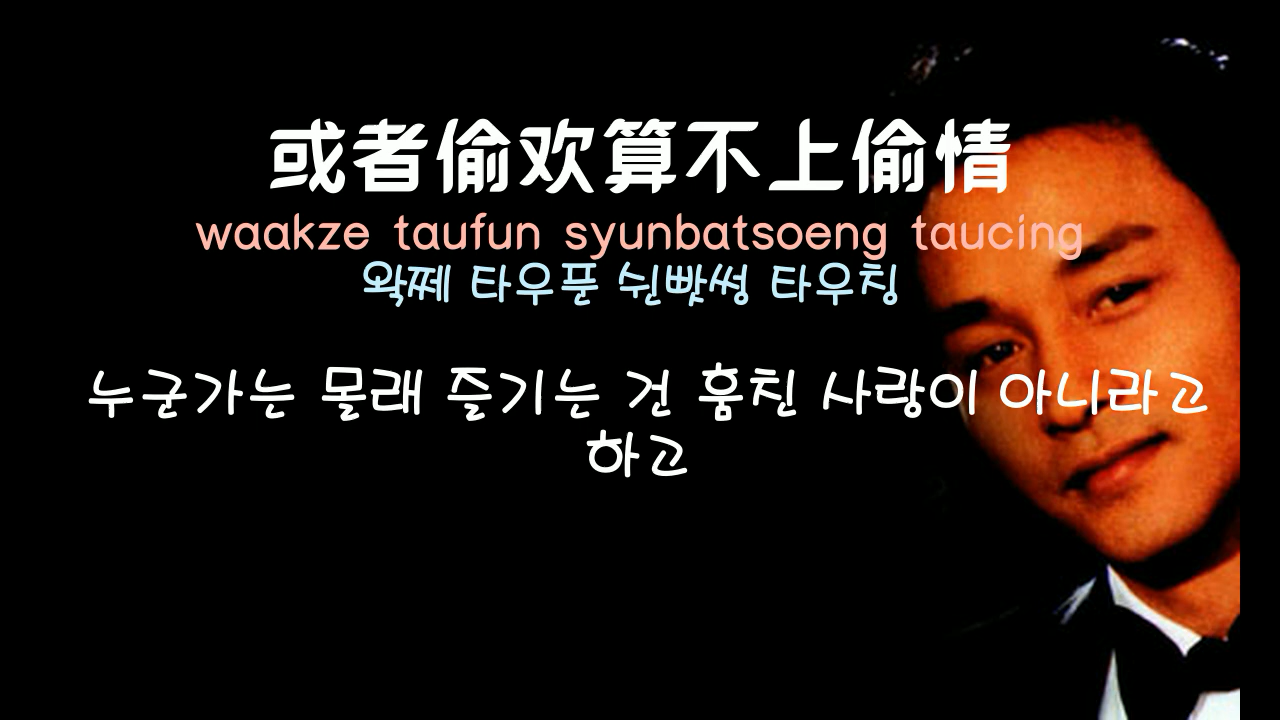 或者偷欢算不上偷情
waakze taufun syunbatsoeng taucing
왁쩨 타우푼 쉰빳썽 타우칭
누군가는 몰래 즐기는 건 훔친 사랑이 아니라고
하고